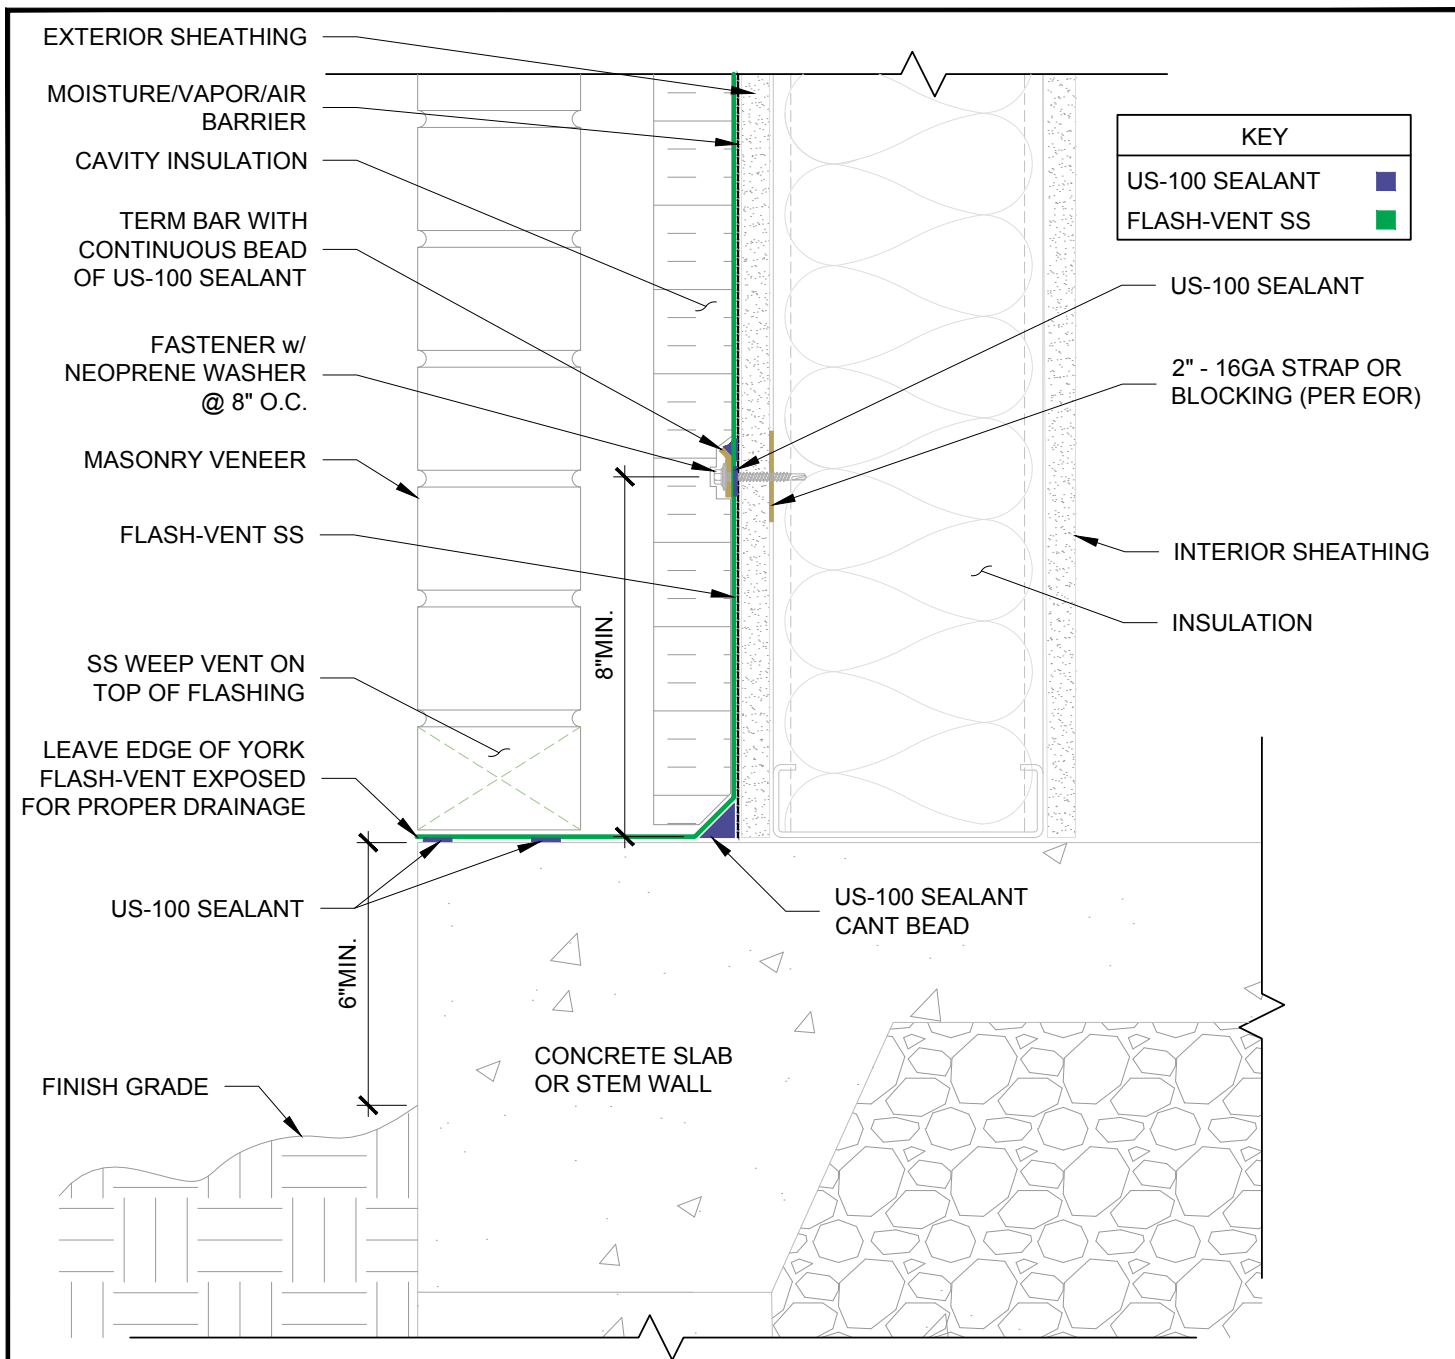 EXTERIOR SHEATHING
MOISTURE/VAPOR/AIR
BARRIER
CAVITY INSULATION
TERM BAR WITH
CONTINUOUS BEAD
OF US-100 SEALANT
FASTENER w/
NEOPRENE WASHER
@ 8" O.C.
MASONRY VENEER
FLASH-VENT SS
SS WEEP VENT ON
TOP OF FLASHING
LEAVE EDGE OF YORK
FLASH-VENT EXPOSED
FOR PROPER DRAINAGE
US-100 SEALANT
FINISH GRADE
8"MIN.
6"MIN.
KEY
US-100 SEALANT
FLASH-VENT SS
US-100 SEALANT
2" - 16GA STRAP OR
BLOCKING (PER EOR)
INTERIOR SHEATHING
INSULATION
US-100 SEALANT
CANT BEAD
CONCRETE SLAB
OR STEM WALL